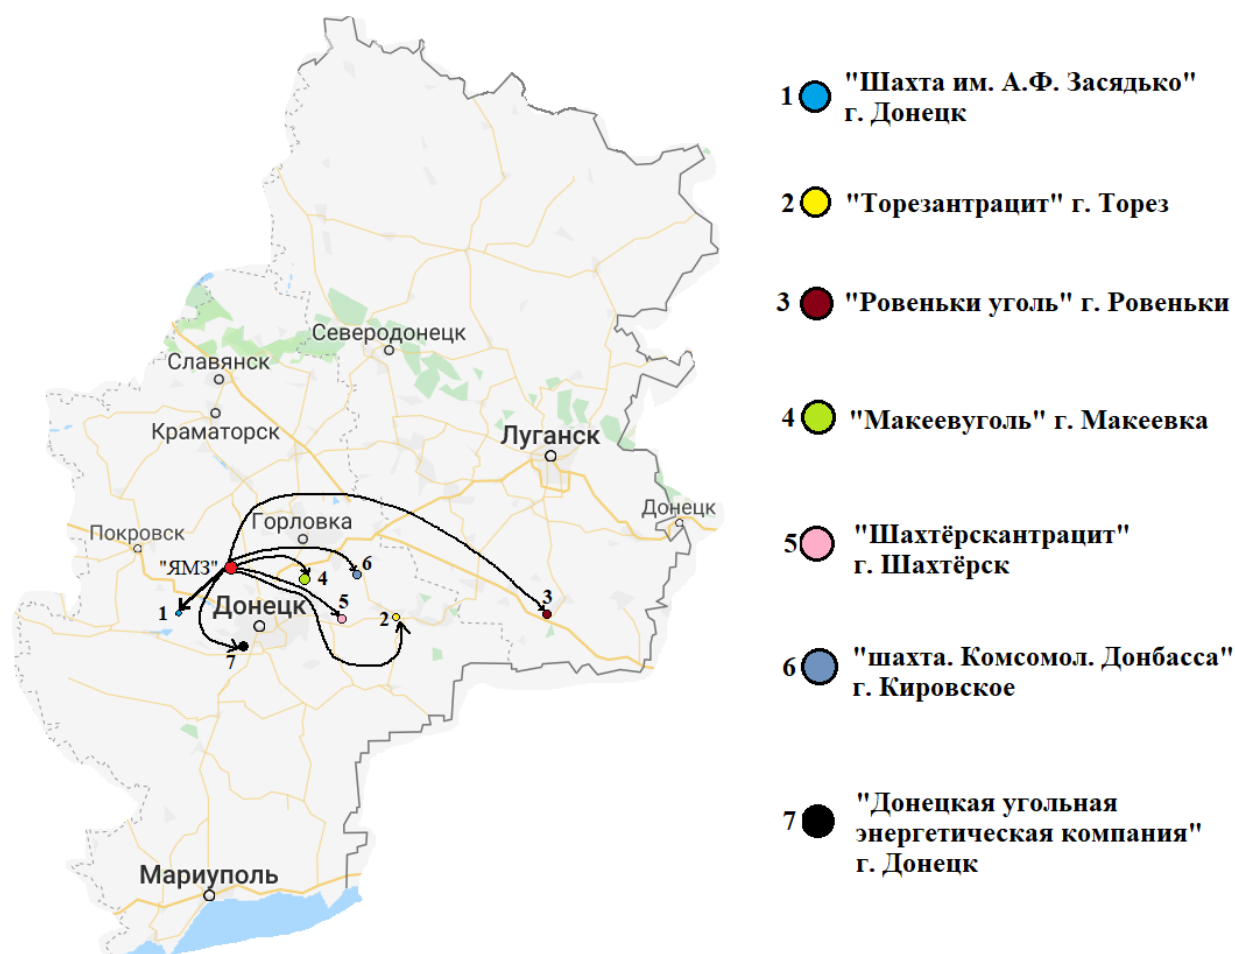 Северодонецк
Славянск
Краматорск
Луганск
Донецк
Горловка
Покровск
"ЯМЗ"
6
4
3
1
Донецк
5
2
7
Мариуполь
1 "Шахта им. А.Ф. Засядько"
г. Донецк
2 "Торезантрацит" г. Торез
3 "Ровеньки уголь" г. Ровеньки
4 "Макеевуголь" г. Макеевка
5 "Шахтёрскантрацит"
г. Шахтёрск
6 "шахта. Комсомол. Донбасса"
г. Кировское
7 "Донецкая угольная
энергетическая компания"
г. Донецк